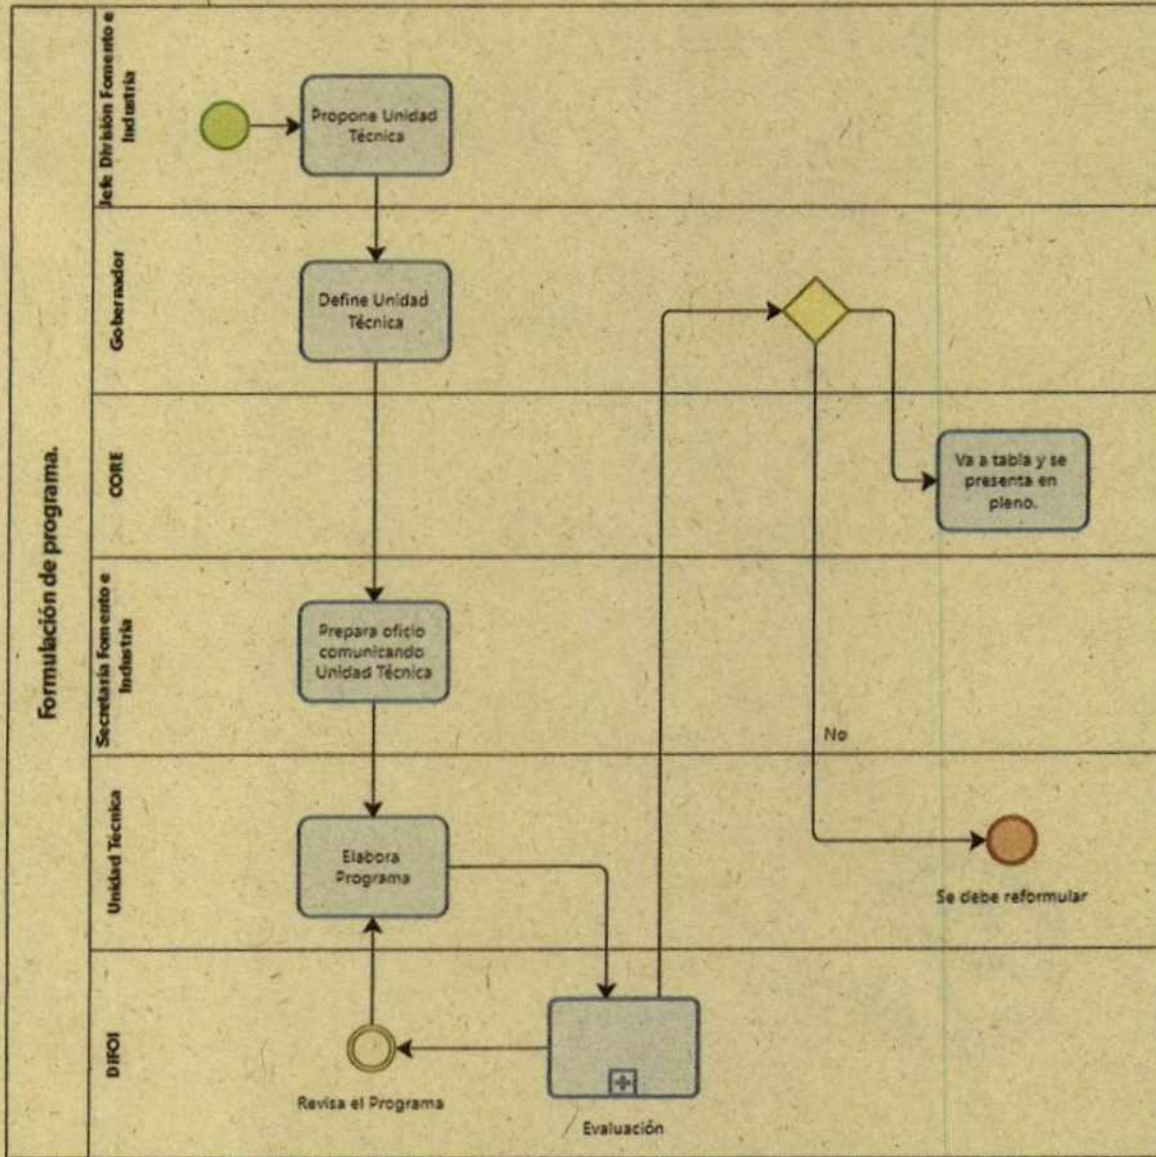 Formulación de programa.
Jefe División Fomento e
Industria
Propone Unidad
Técnica
Gobernador
Define Unidad
Técnica
CORE
Va a tabla y se
presenta en
pleno.
Secretaria Fomento e
Industria
Prepara oficio
comunicando
Unidad Técnica
No
Unidad Técnica
Elabora
Programa
Se debe reformular
DIFOI
Revisa el Programa
Evaluación